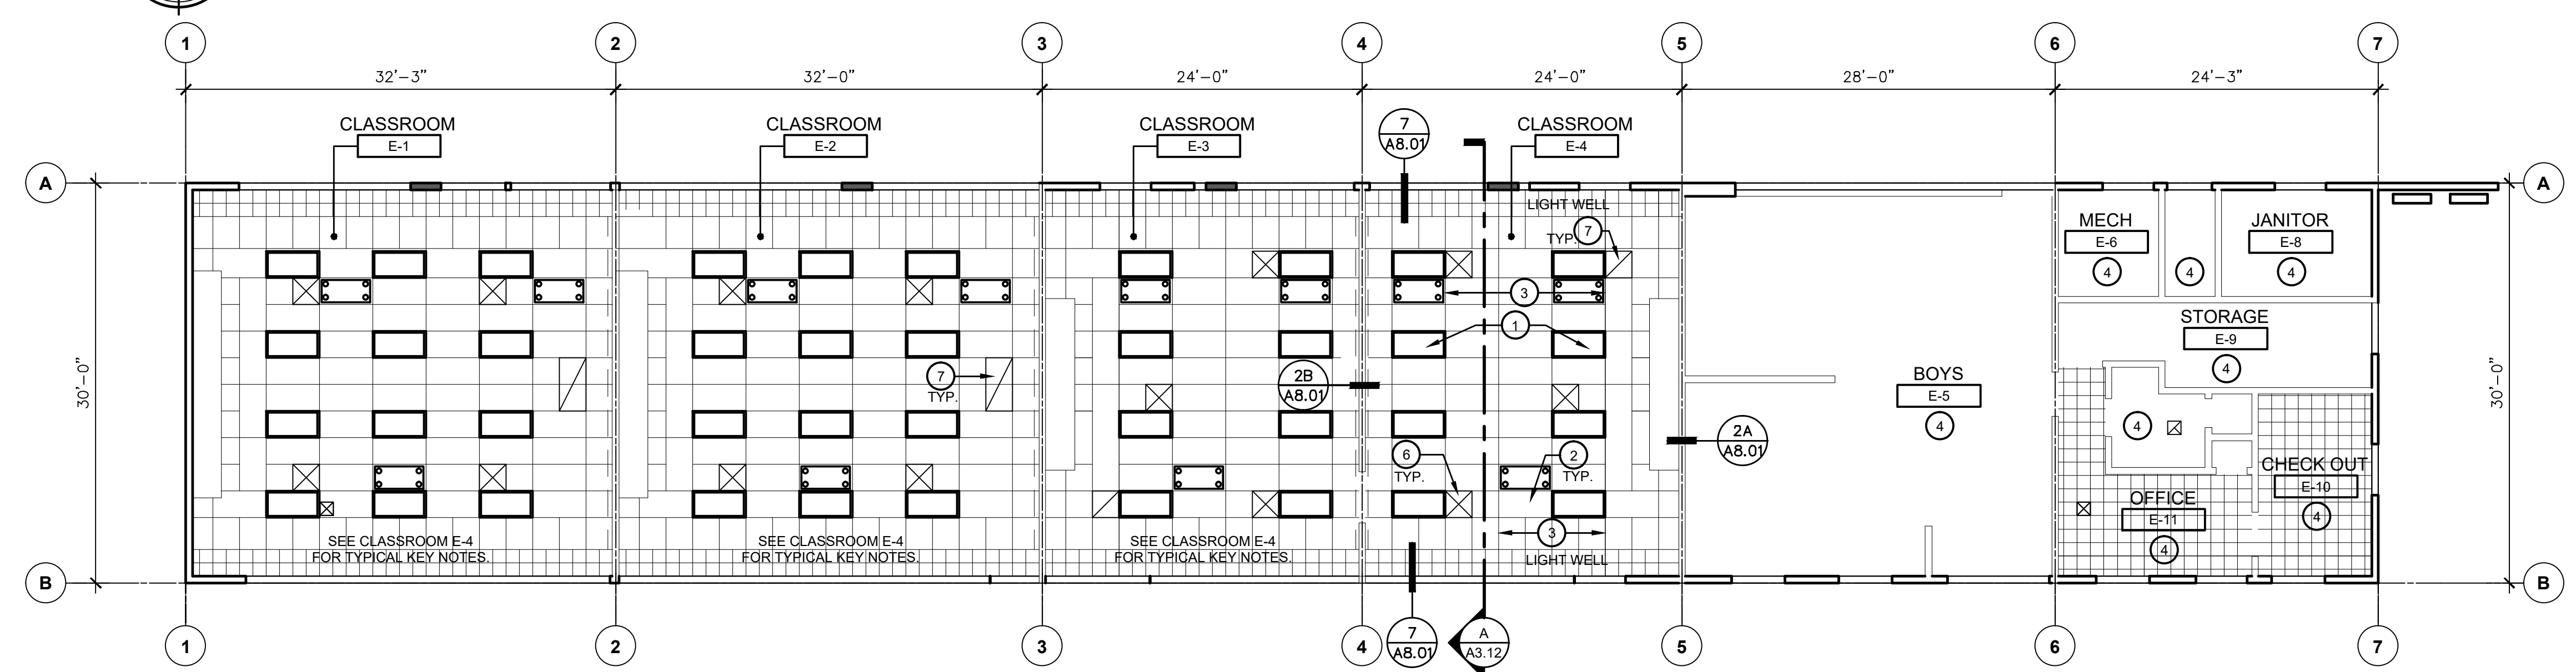 1
2
3
4
5
6
7
32'-3"
32'-0"
24'-0"
24'-0"
28'-0"
24'-3"
CLASSROOM
E-1
CLASSROOM
E-2
CLASSROOM
E-3
7
A8.01
CLASSROOM
E-4
A
A
LIGHT WELL
TYP.
7
MECH
E-6
4
4
JANITOR
E-8
4
3
1
STORAGE
E-9
4
30'-0"
30'-0"
7
TYP.
2B
A8.01
BOYS
E-5
4
4
2A
A8.01
6
TYP.
2
TYP.
CHECK OUT
E-10
4
OFFICE
E-11
4
3
SEE CLASSROOM E-4
FOR TYPICAL KEY NOTES.
SEE CLASSROOM E-4
FOR TYPICAL KEY NOTES.
SEE CLASSROOM E-4
FOR TYPICAL KEY NOTES.
LIGHT WELL
B
B
1
2
3
4
7
A8.01
A
A3.12
5
6
7